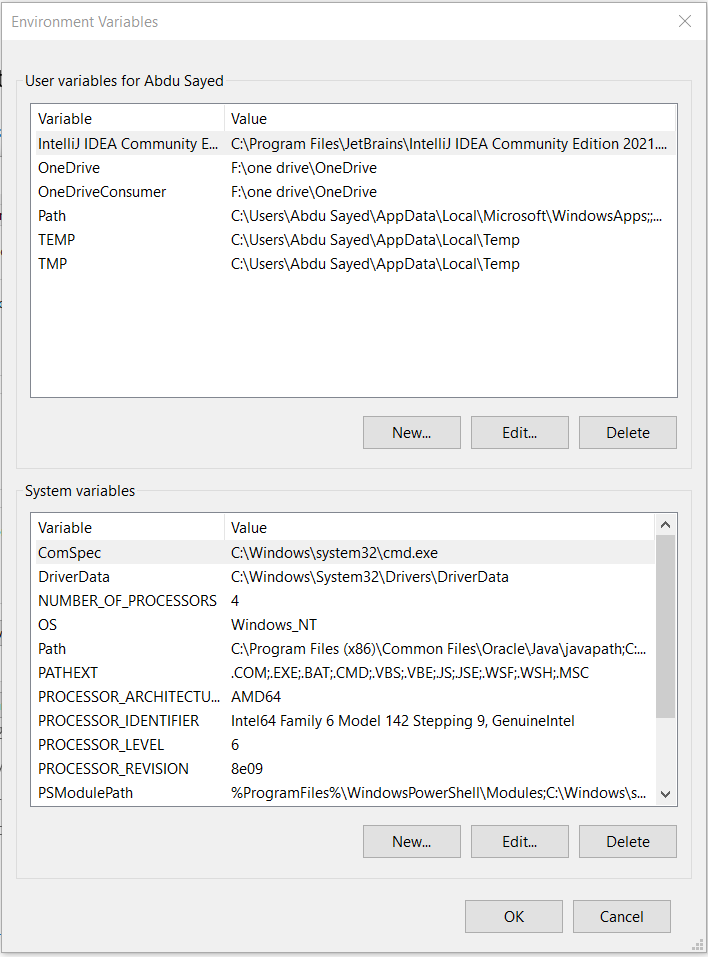 Environment Variables
User variables for Abdu Sayed
Variable Value
IntelliJ IDEA Community E... C:\Program Files\JetBrains\IntelliJ IDEA Community Edition 2021....
OneDrive F:\one drive\OneDrive
OneDriveConsumer F:\one drive\OneDrive
Path C:\Users\Abdu Sayed\AppData\Local\Microsoft\WindowsApps;;...
TEMP C:\Users\Abdu Sayed\AppData\Local\Temp
TMP C:\Users\Abdu Sayed\AppData\Local\Temp
New... Edit... Delete
System variables
Variable Value
ComSpec C:\Windows\system32\cmd.exe
DriverData C:\Windows\System32\Drivers\DriverData
NUMBER_OF_PROCESSORS 4
OS Windows_NT
Path C:\Program Files (x86)\Common Files\Oracle\Java\javapath;C:...
PATHEXT .COM;.EXE;.BAT;.CMD;.VBS;.VBE;.JS;.JSE;.WSF;.WSH;.MSC
PROCESSOR_ARCHITECTU... AMD64
PROCESSOR_IDENTIFIER Intel64 Family 6 Model 142 Stepping 9, GenuineIntel
PROCESSOR_LEVEL 6
PROCESSOR_REVISION 8e09
PSModulePath %ProgramFiles%\WindowsPowerShell\Modules;C:\Windows\s...
New... Edit... Delete
OK Cancel